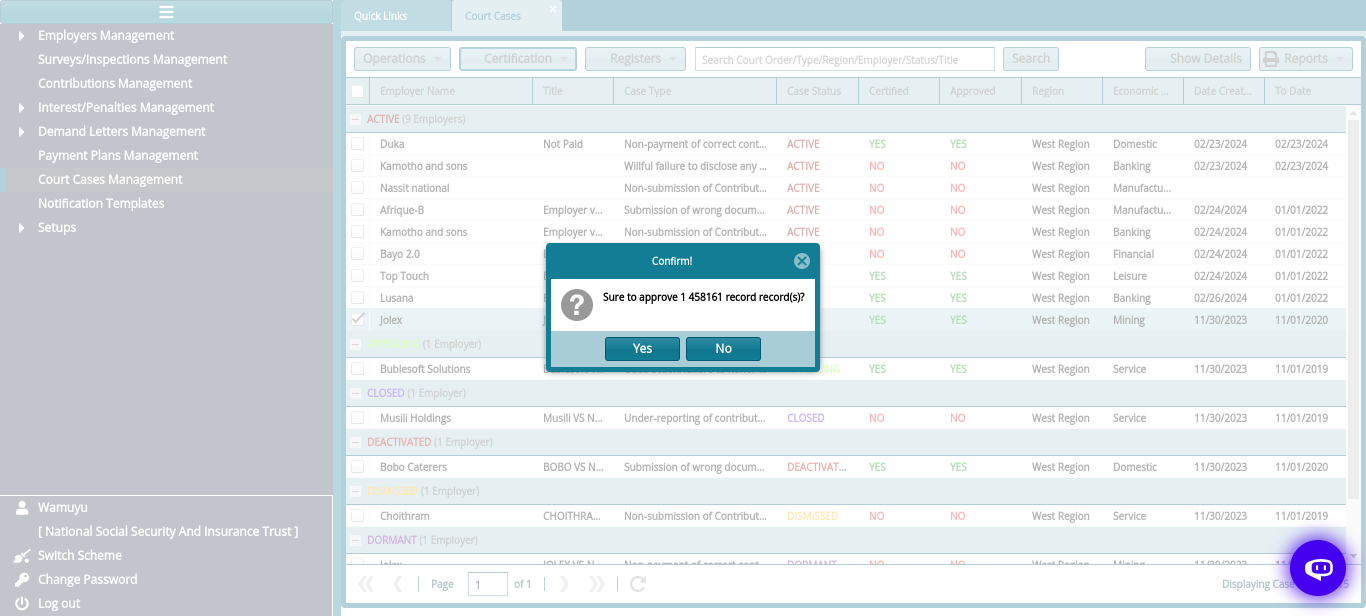 Quick Links
Court Cases
Employers Management
Surveys/Inspections Management
Contributions Management
Interest/Penalties Management
Demand Letters Management
Payment Plans Management
Court Cases Management
Notification Templates
Setups
Wamuyu
[ National Social Security And Insurance Trust ]
Switch Scheme
Change Password
Log out
Operations Certification Registers Search Court Order/Type/Region/Employer/Status/Title Search Show Details Reports
Employer Name Title Case Type Case Status Certified Approved Region Economic ... Date Creat... To Date
ACTIVE (9 Employers)
Duka Not Paid Non-payment of correct cont... ACTIVE YES YES West Region Domestic 02/23/2024 02/23/2024
Kamotho and sons Willful failure to disclose any ... ACTIVE NO NO West Region Banking 02/23/2024 02/23/2024
Nassit national Non-submission of Contribut... ACTIVE NO NO West Region Manufactu...
Afrique-B Employer v... Submission of wrong docum... ACTIVE NO NO West Region Manufactu... 02/24/2024 01/01/2022
Kamotho and sons Employer v... Non-submission of Contribut... ACTIVE NO NO West Region Banking 02/24/2024 01/01/2022
Bayo 2.0 NO NO West Region Financial 02/24/2024 01/01/2022
Top Touch YES YES West Region Leisure 02/24/2024 01/01/2022
Lusana YES YES West Region Banking 02/26/2024 01/01/2022
Jolex YES YES West Region Mining 11/30/2023 11/01/2020
Confirm!
Sure to approve 1 458161 record record(s)?
Yes No
(1 Employer)
Bublesoft Solutions YES YES West Region Service 11/30/2023 11/01/2019
CLOSED (1 Employer)
Musili Holdings Musili VS N... Under-reporting of contribut... CLOSED NO NO West Region Service 11/30/2023 11/01/2019
DEACTIVATED (1 Employer)
Bobo Caterers BOBO VS N... Submission of wrong docum... DEACTIVAT... YES YES West Region Domestic 11/30/2023 11/01/2020
DISMISSED (1 Employer)
Choithram CHOITHRA... Non-submission of Contribut... DISMISSED NO NO West Region Service 11/30/2023 11/01/2019
DORMANT (1 Employer)
Jolex JOLEX VS N... Non-payment of correct cont... DORMANT NO NO West Region Mining 11/30/2023
Page 1 of 1 Displaying